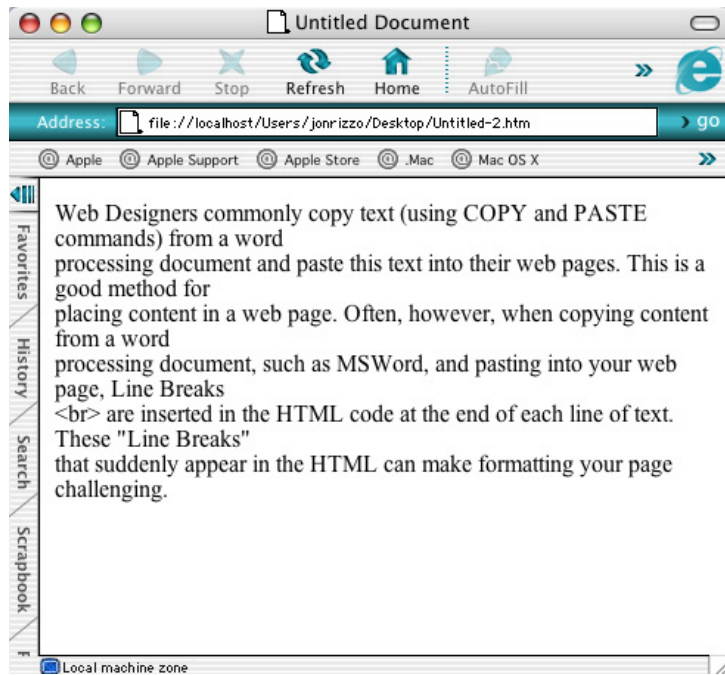 Untitled Document
Back Forward Stop Refresh Home AutoFill »
Address: file://localhost/Users/jonrizzo/Desktop/Untitled-2.htm › go
@ Apple @ Apple Support @ Apple Store @ .Mac @ Mac OS X »
Favorites
History
Search
Scrapbook
Web Designers commonly copy text (using COPY and PASTE
commands) from a word
processing document and paste this text into their web pages. This is a
good method for
placing content in a web page. Often, however, when copying content
from a word
processing document, such as MSWord, and pasting into your web
page, Line Breaks
<br> are inserted in the HTML code at the end of each line of text.
These "Line Breaks"
that suddenly appear in the HTML can make formatting your page
challenging.
Local machine zone